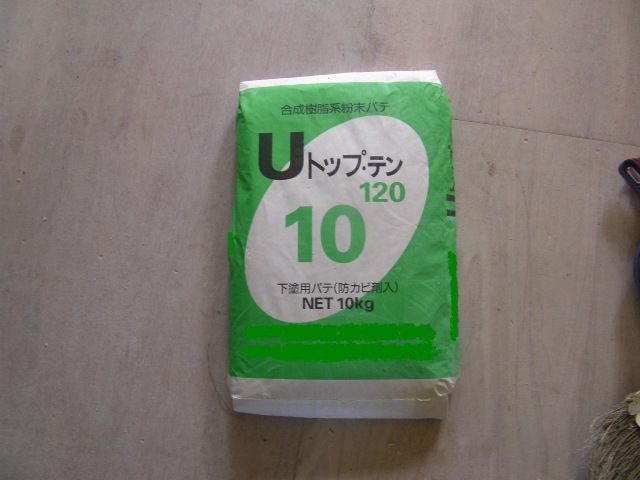 合成樹脂系粉末パテ
Uトップ・テン
120
10
下塗用パテ(防カビ剤入)
NET 10kg